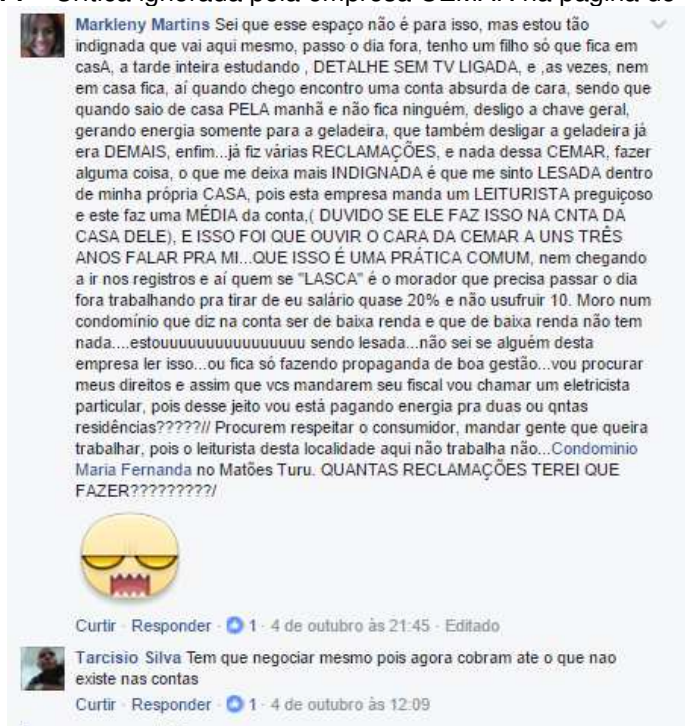 Crítica ignorada pela empresa CEMAR na página do
Markleny Martins Sei que esse espaço não é para isso, mas estou tão
indignada que vai aqui mesmo, passo o dia fora, tenho um filho só que fica em
casA, a tarde inteira estudando , DETALHE SEM TV LIGADA, e ,as vezes, nem
em casa fica, aí quando chego encontro uma conta absurda de cara, sendo que
quando saio de casa PELA manhã e não fica ninguém, desligo a chave geral,
gerando energia somente para a geladeira, que também desligar a geladeira já
era DEMAIS, enfim...já fiz várias RECLAMAÇÕES, e nada dessa CEMAR, fazer
alguma coisa, o que me deixa mais INDIGNADA é que me sinto LESADA dentro
de minha própria CASA, pois esta empresa manda um LEITURISTA preguiçoso
e este faz uma MÉDIA da conta,( DUVIDO SE ELE FAZ ISSO NA CNTA DA
CASA DELE), E ISSO FOI QUE OUVIR O CARA DA CEMAR A UNS TRÊS
ANOS FALAR PRA MI...QUE ISSO É UMA PRÁTICA COMUM, nem chegando
a ir nos registros e aí quem se "LASCA" é o morador que precisa passar o dia
fora trabalhando pra tirar de eu salário quase 20% e não usufruir 10. Moro num
condomínio que diz na conta ser de baixa renda e que de baixa renda não tem
nada....estouuuuuuuuuuuuuuuuu sendo lesada...não sei se alguém desta
empresa ler isso...ou fica só fazendo propaganda de boa gestão...vou procurar
meus direitos e assim que vcs mandarem seu fiscal vou chamar um eletricista
particular, pois desse jeito vou está pagando energia pra duas ou qntas
residências?????// Procurem respeitar o consumidor, mandar gente que queira
trabalhar, pois o leiturista desta localidade aqui não trabalha não...Condominio
Maria Fernanda no Matões Turu. QUANTAS RECLAMAÇÕES TEREI QUE
FAZER?????????/
Curtir · Responder · 1 · 4 de outubro às 21:45 · Editado
Tarcisio Silva Tem que negociar mesmo pois agora cobram ate o que nao
existe nas contas
Curtir · Responder · 1 · 4 de outubro às 12:09